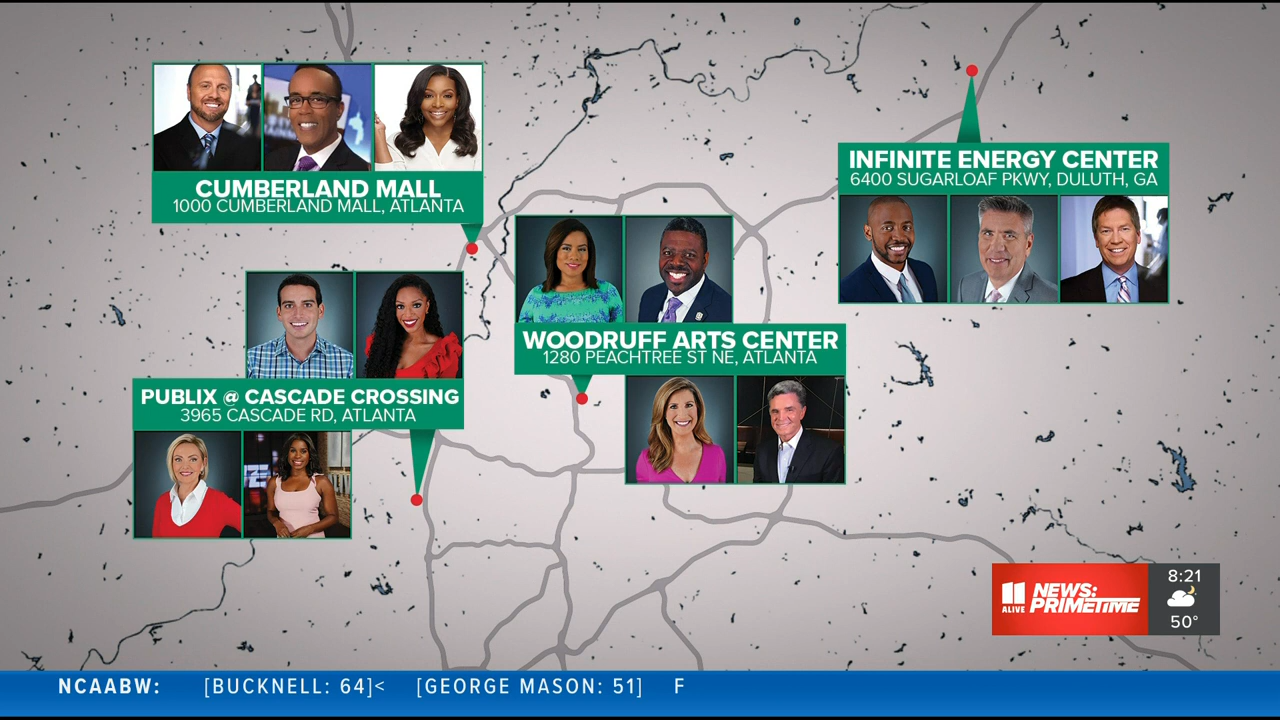 CUMBERLAND MALL
1000 CUMBERLAND MALL, ATLANTA
INFINITE ENERGY CENTER
6400 SUGARLOAF PKWY, DULUTH, GA
WOODRUFF ARTS CENTER
1280 PEACHTREE ST NE, ATLANTA
PUBLIX @ CASCADE CROSSING
3965 CASCADE RD, ATLANTA
11 ALIVE
NEWS:
PRIMETIME
8:21
50°
NCAABW: [BUCKNELL: 64]< [GEORGE MASON: 51] F